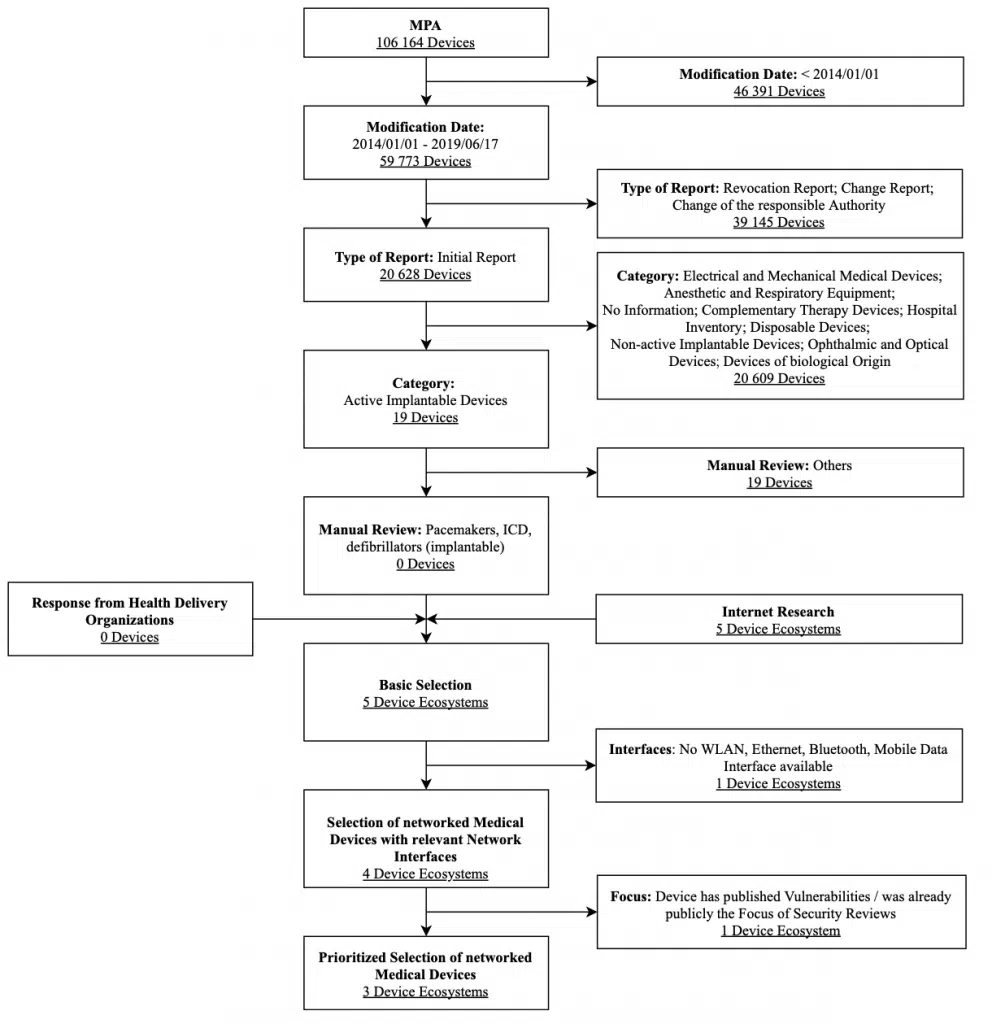 MPA
106 164 Devices
Modification Date: < 2014/01/01
46 391 Devices
Modification Date:
2014/01/01 - 2019/06/17
59 773 Devices
Type of Report: Revocation Report; Change Report;
Change of the responsible Authority
39 145 Devices
Type of Report: Initial Report
20 628 Devices
Category: Electrical and Mechanical Medical Devices;
Anesthetic and Respiratory Equipment;
No Information; Complementary Therapy Devices; Hospital
Inventory; Disposable Devices;
Non-active Implantable Devices; Ophthalmic and Optical
Devices; Devices of biological Origin
20 609 Devices
Category:
Active Implantable Devices
19 Devices
Manual Review: Others
19 Devices
Manual Review: Pacemakers, ICD,
defibrillators (implantable)
0 Devices
Response from Health Delivery
Organizations
0 Devices
Internet Research
5 Device Ecosystems
Basic Selection
5 Device Ecosystems
Interfaces: No WLAN, Ethernet, Bluetooth, Mobile Data
Interface available
1 Device Ecosystems
Selection of networked Medical
Devices with relevant Network
Interfaces
4 Device Ecosystems
Focus: Device has published Vulnerabilities / was already
publicly the Focus of Security Reviews
1 Device Ecosystem
Prioritized Selection of networked
Medical Devices
3 Device Ecosystems